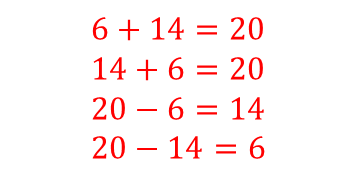 6 + 14 = 20
14 + 6 = 20
20 − 6 = 14
20 − 14 = 6